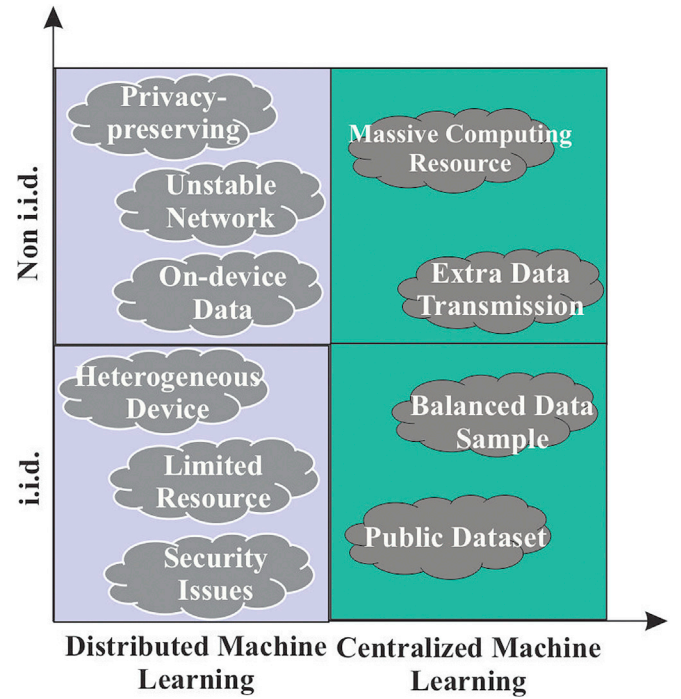 Non i.i.d.
Privacy-
preserving
Unstable
Network
On-device
Data
Massive Computing
Resource
Extra Data
Transmission
i.i.d.
Heterogeneous
Device
Limited
Resource
Security
Issues
Balanced Data
Sample
Public Dataset
Distributed Machine
Learning
Centralized Machine
Learning